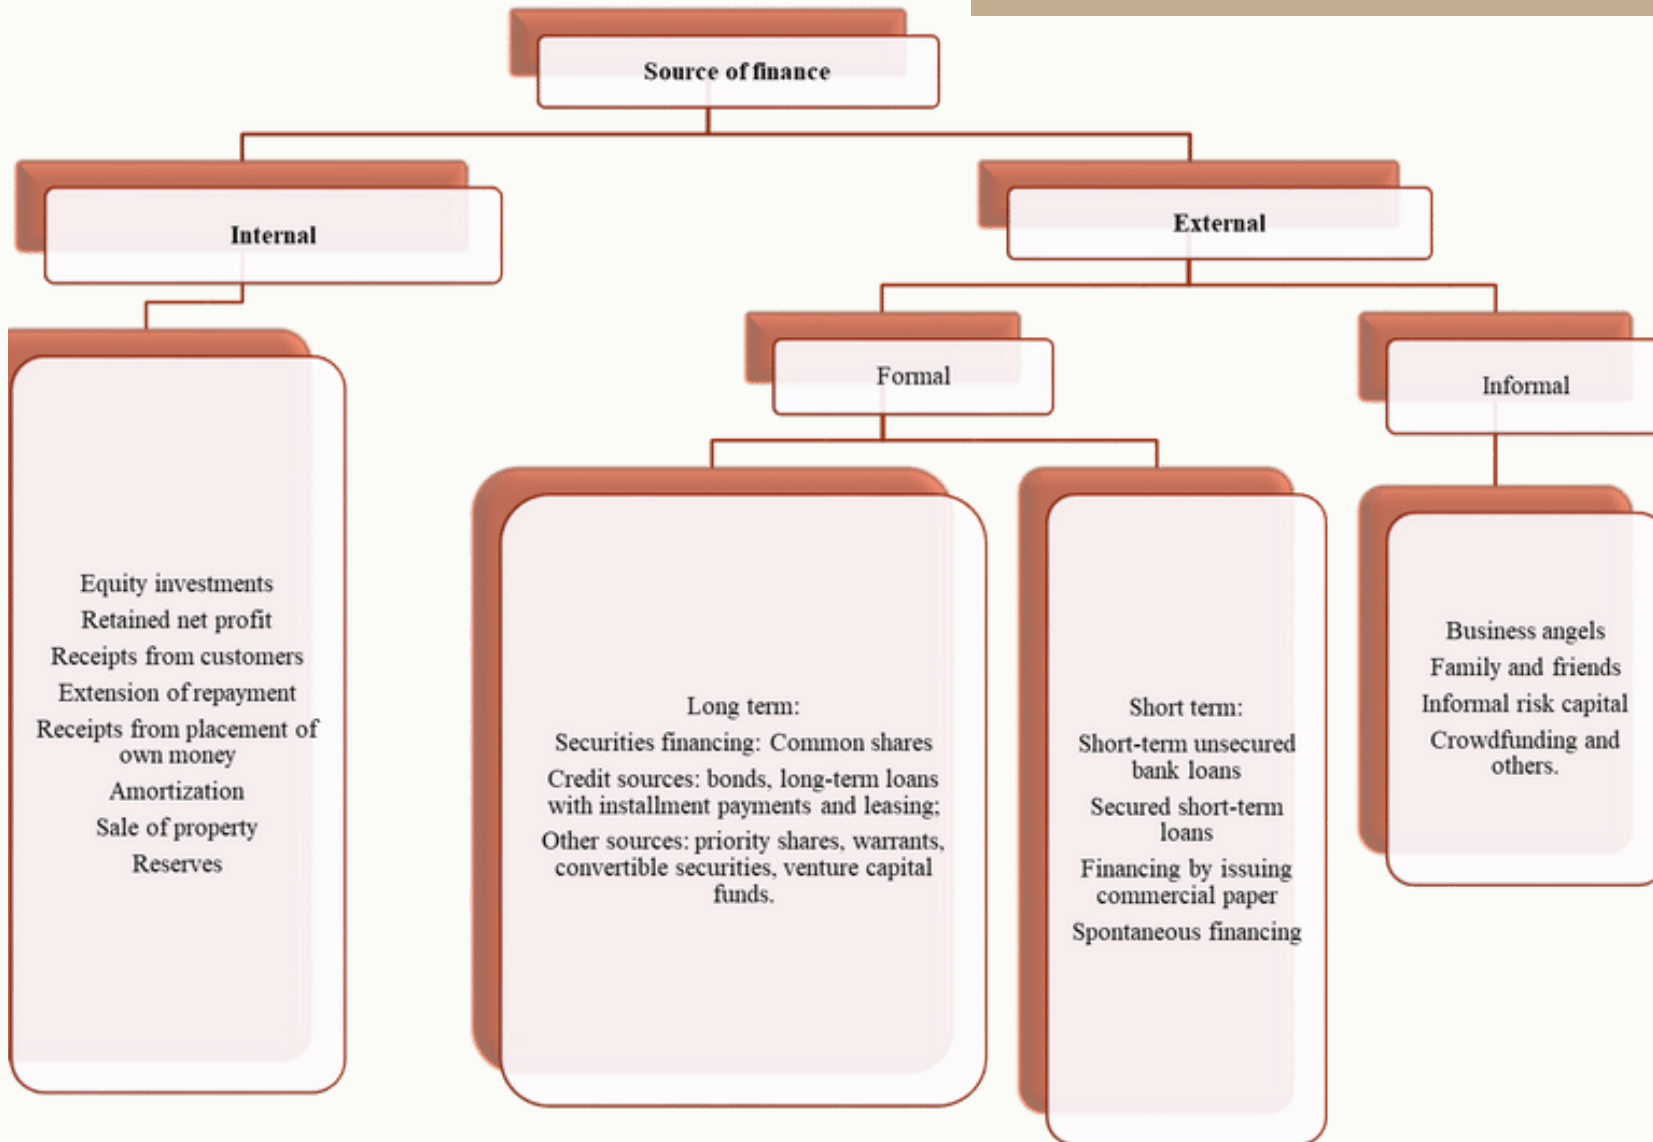 Source of finance
Internal
External
Formal
Informal
Equity investments
Retained net profit
Receipts from customers
Extension of repayment
Receipts from placement of
own money
Amortization
Sale of property
Reserves
Long term:
Securities financing: Common shares
Credit sources: bonds, long-term loans
with installment payments and leasing;
Other sources: priority shares, warrants,
convertible securities, venture capital
funds.
Short term:
Short-term unsecured
bank loans
Secured short-term
loans
Financing by issuing
commercial paper
Spontaneous financing
Business angels
Family and friends
Informal risk capital
Crowdfunding and
others.